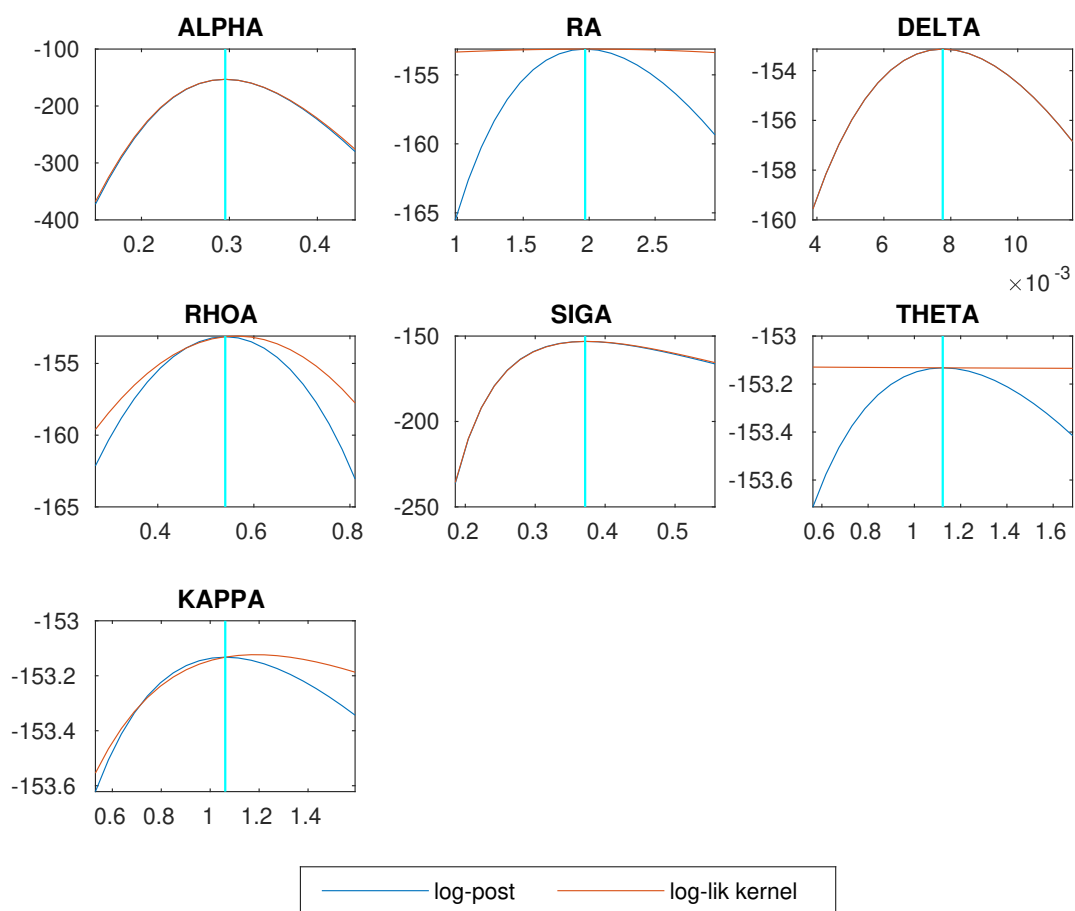 ALPHA
-100
-200
-300
-400
0.2 0.3 0.4
RA
-155
-160
-165
1 1.5 2 2.5
DELTA
-154
-156
-158
-160
4 6 8 10
×10 -3
RHOA
-155
-160
-165
0.4 0.6 0.8
SIGA
-150
-200
-250
0.2 0.3 0.4 0.5
THETA
-153
-153.2
-153.4
-153.6
0.6 0.8 1 1.2 1.4 1.6
KAPPA
-153
-153.2
-153.4
-153.6
0.6 0.8 1 1.2 1.4
log-post log-lik kernel